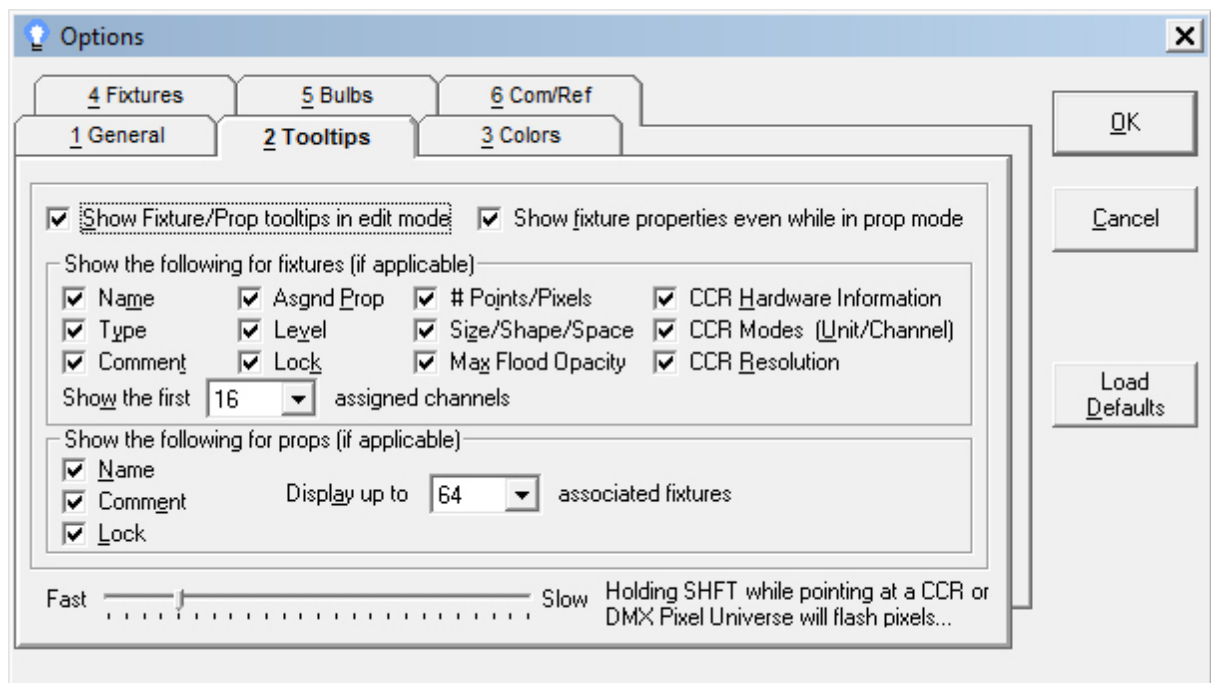 Options
4 Fixtures 5 Bulbs 6 Com/Ref
1 General 2 Tooltips 3 Colors
OK
Cancel
Load
Defaults
Show Fixture/Prop tooltips in edit mode Show fixture properties even while in prop mode
Show the following for fixtures (if applicable)
Name Asgnd Prop # Points/Pixels CCR Hardware Information
Type Level Size/Shape/Space CCR Modes (Unit/Channel)
Comment Lock Max Flood Opacity CCR Resolution
Show the first 16 assigned channels
Show the following for props (if applicable)
Name
Comment
Lock
Display up to 64 associated fixtures
Fast Slow
Holding SHFT while pointing at a CCR or
DMX Pixel Universe will flash pixels...